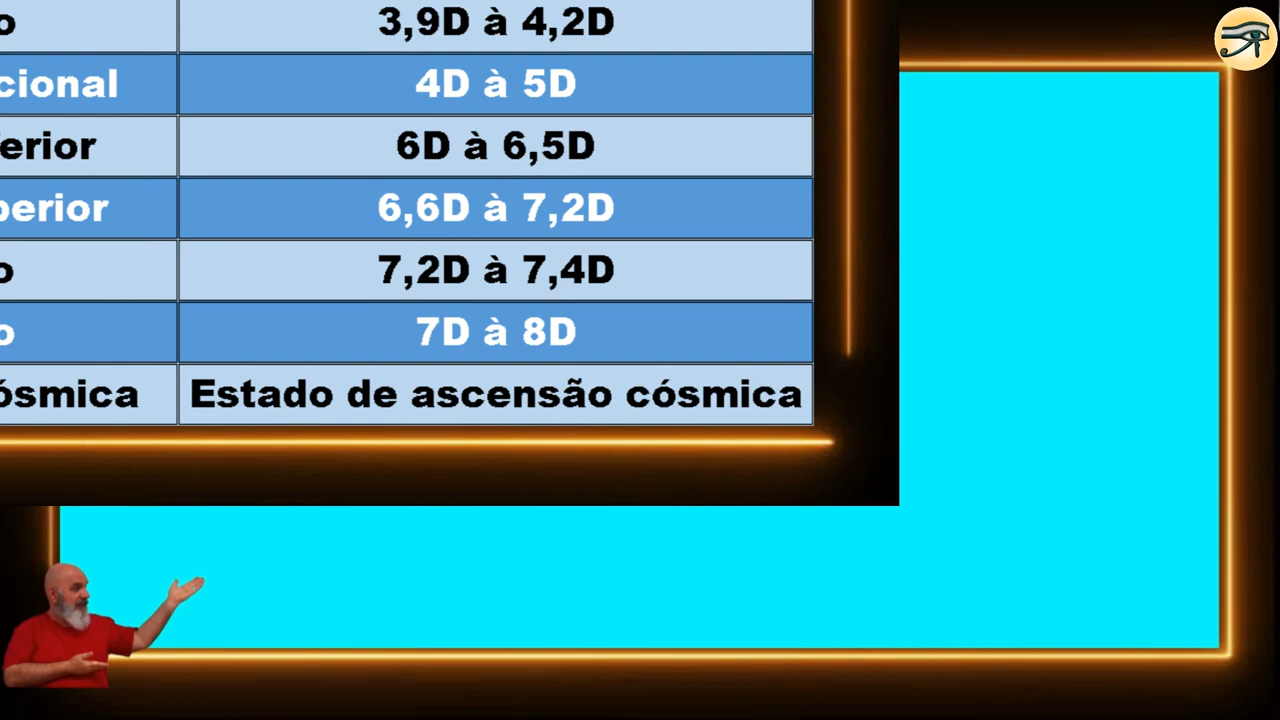 o 3,9D à 4,2D
cional 4D à 5D
erior 6D à 6,5D
perior 6,6D à 7,2D
o 7,2D à 7,4D
o 7D à 8D
ósmica Estado de ascensão cósmica